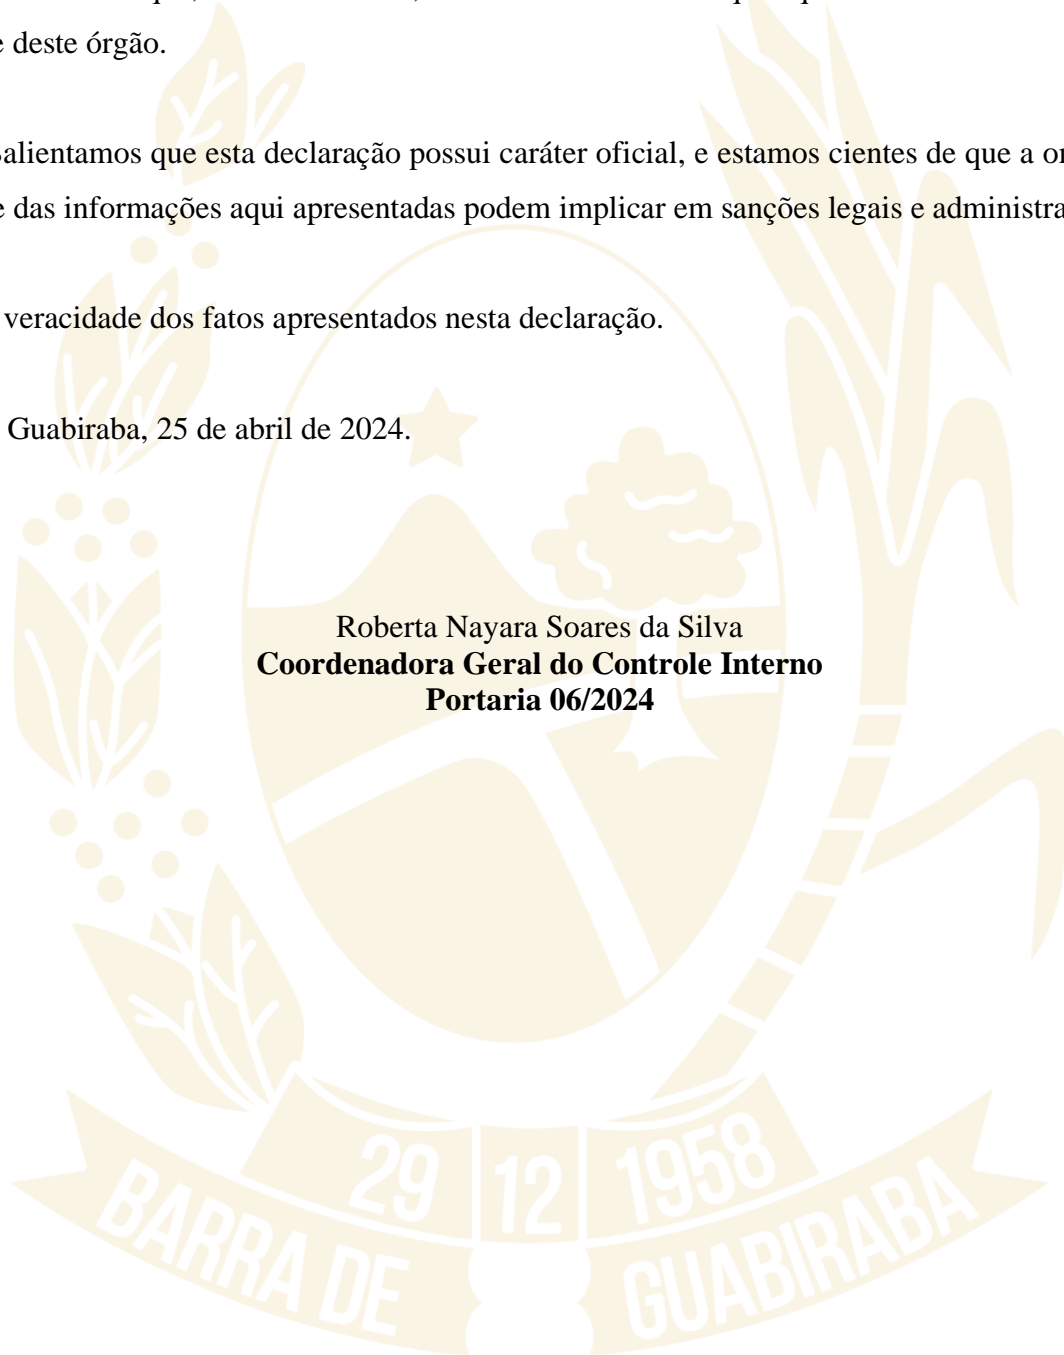 deste órgão.
Salientamos que esta declaração possui caráter oficial, e estamos cientes de que a
das informações aqui apresentadas podem implicar em sanções legais e
veracidade dos fatos apresentados nesta declaração.
Guabiraba, 25 de abril de 2024.
Roberta Nayara Soares da Silva
Coordenadora Geral do Controle Interno
Portaria 06/2024
29 12 1958
BARRA DE GUABIRABA